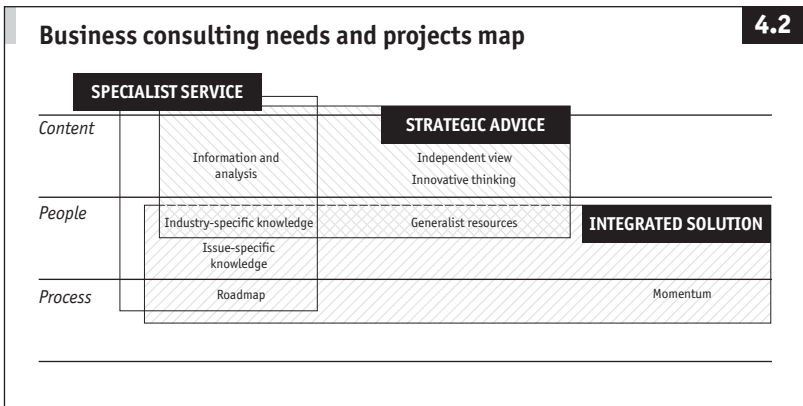 4.2
Business consulting needs and projects map
SPECIALIST SERVICE
Content
STRATEGIC ADVICE
Information and
analysis
Independent view
Innovative thinking
People
Industry-specific knowledge
Generalist resources
INTEGRATED SOLUTION
Issue-specific
knowledge
Process
Roadmap
Momentum